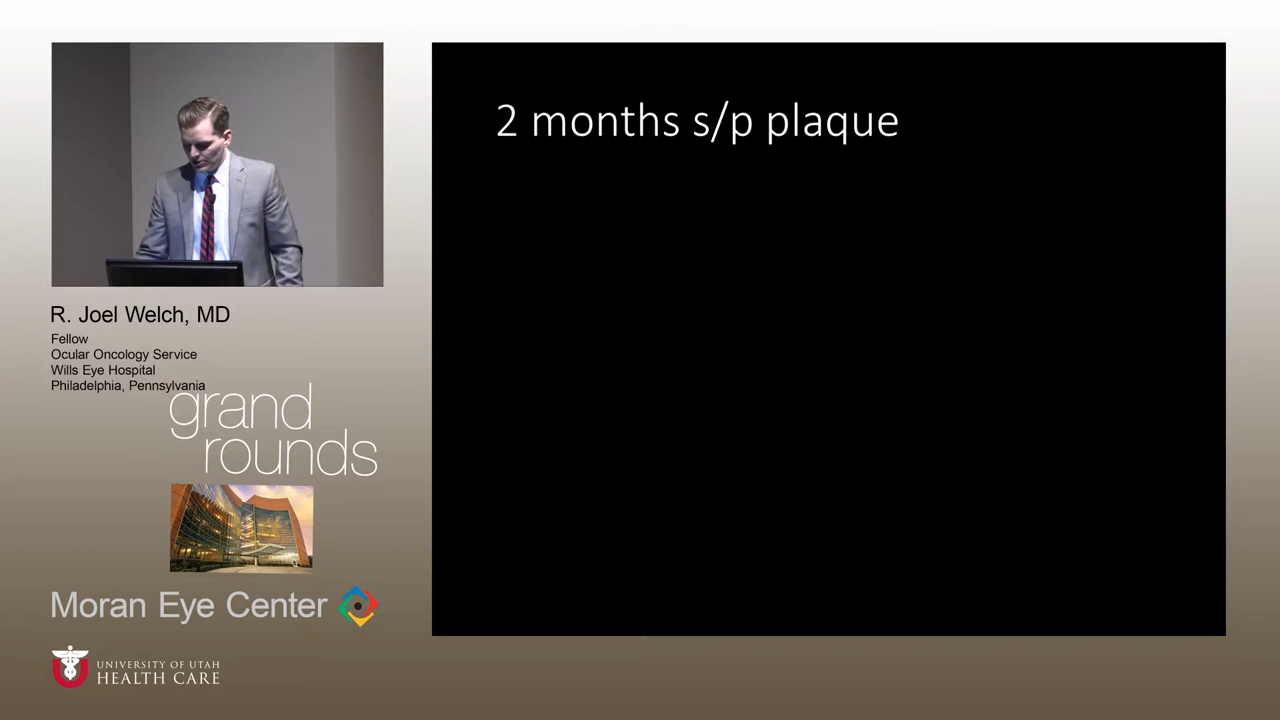 2 months s/p plaque
R. Joel Welch, MD
Fellow
Ocular Oncology Service
Wills Eye Hospital
Philadelphia, Pennsylvania
grand
rounds
Moran Eye Center
UNIVERSITY OF UTAH
HEALTH CARE